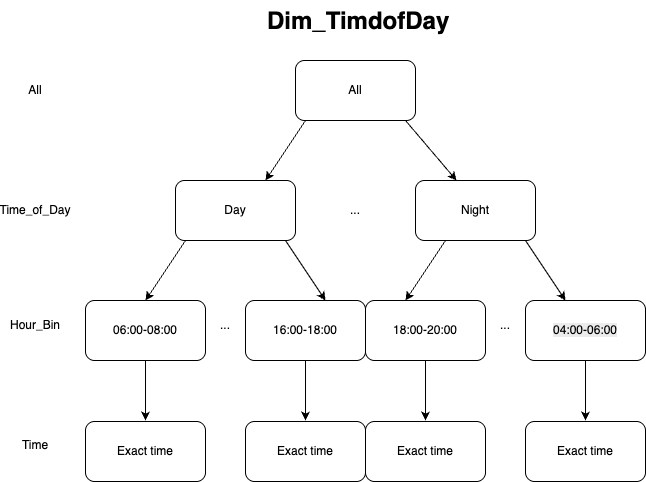 Dim_TimdofDay
All
All
Time_of_Day
Day
...
Night
Hour_Bin
06:00-08:00
...
16:00-18:00
18:00-20:00
...
04:00-06:00
Time
Exact time
Exact time
Exact time
Exact time